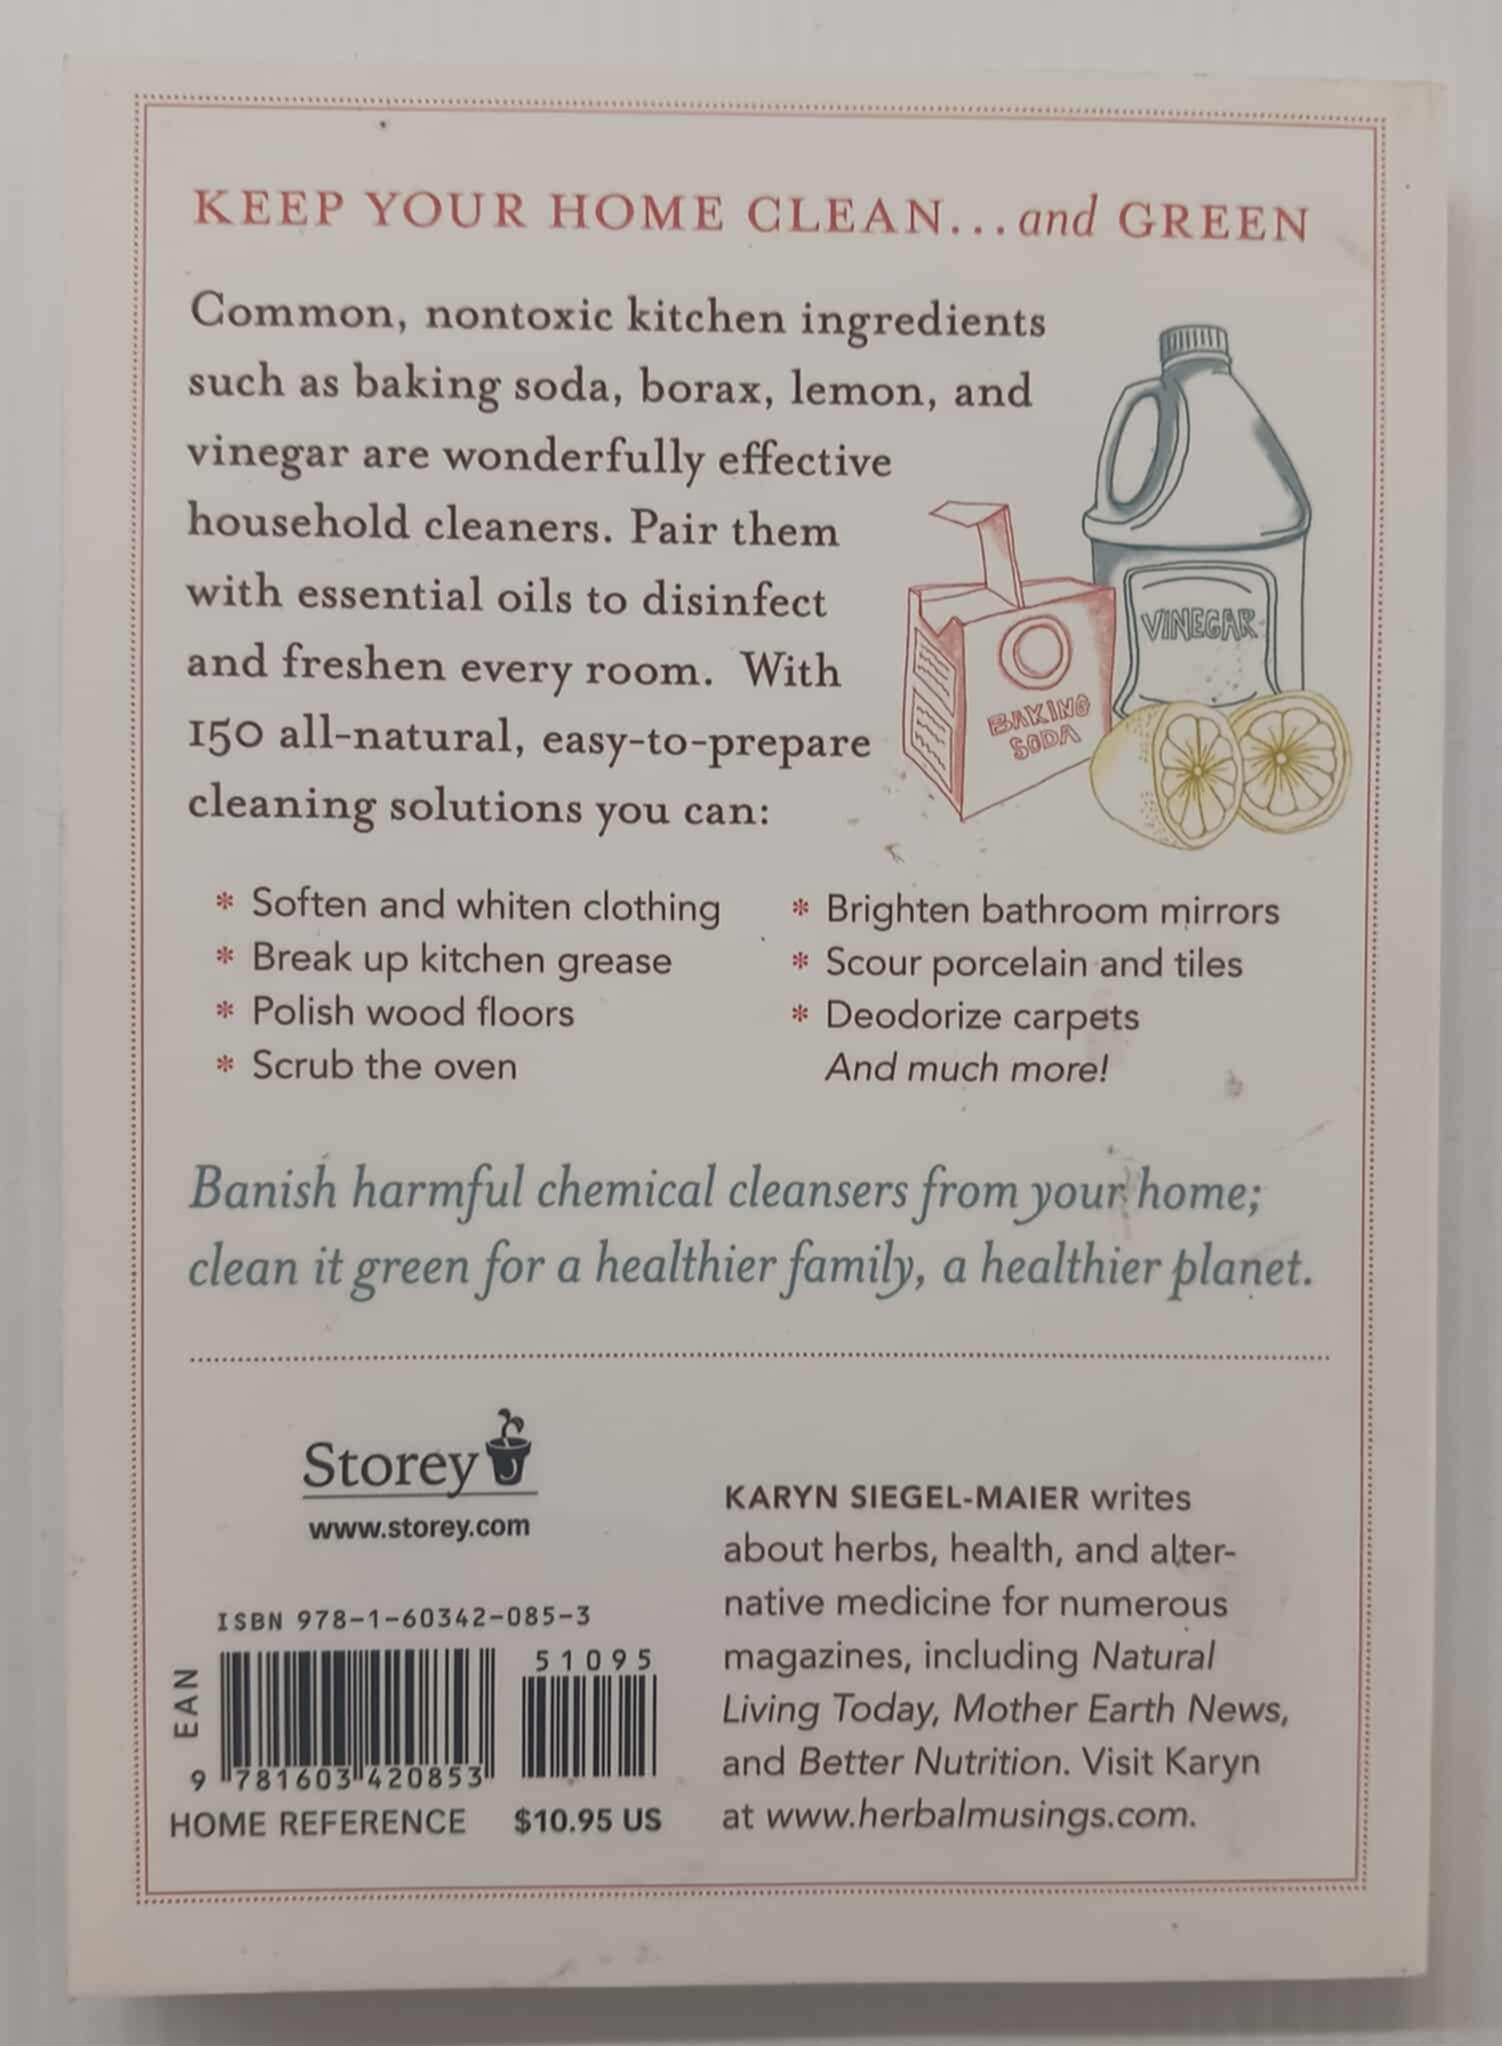 KEEP YOUR HOME CLEAN...and GREEN
Common, nontoxic kitchen ingredients
such as baking soda, borax, lemon, and
vinegar are wonderfully effective
household cleaners. Pair them
with essential oils to disinfect
and freshen every room. With
150 all-natural, easy-to-prepare
cleaning solutions you can:
VINEGAR
BAKING
SODA
* Soften and whiten clothing
* Break up kitchen grease
* Polish wood floors
* Scrub the oven
* Brighten bathroom mirrors
* Scour porcelain and tiles
* Deodorize carpets
And much more!
Banish harmful chemical cleansers from your home;
clean it green for a healthier family, a healthier planet.
Storey
www.storey.com
ISBN 978-1-60342-085-3
51095
EAN
9 781603 420853
HOME REFERENCE $10.95 US
KARYN SIEGEL-MAIER writes
about herbs, health, and alter-
native medicine for numerous
magazines, including Natural
Living Today, Mother Earth News,
and Better Nutrition. Visit Karyn
at www.herbalmusings.com.